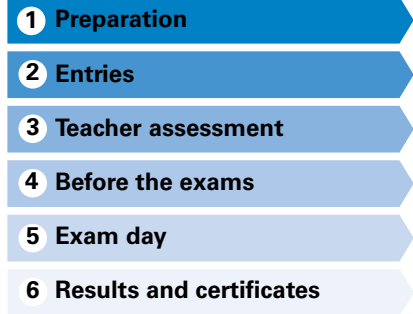 1 Preparation
2 Entries
3 Teacher assessment
4 Before the exams
5 Exam day
6 Results and certificates